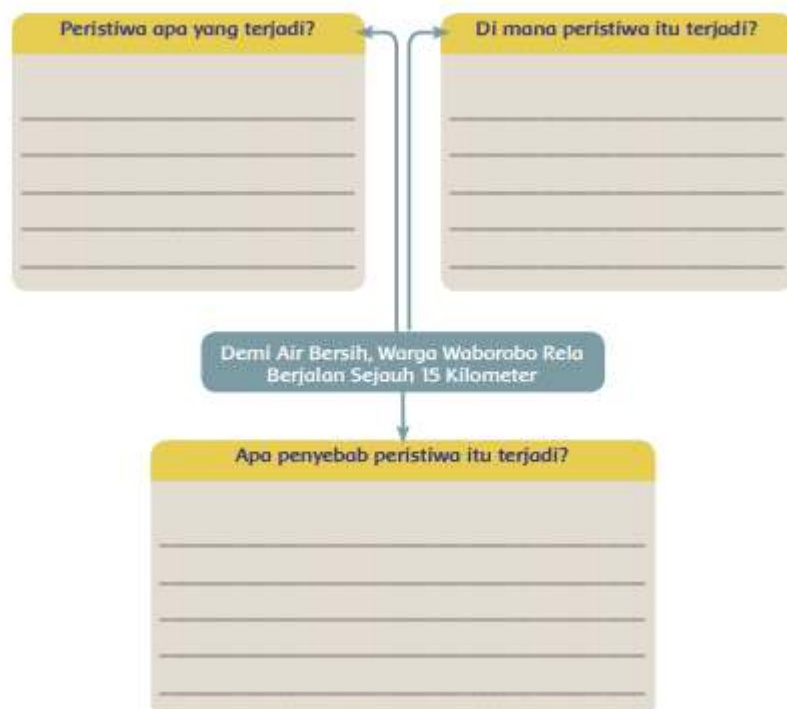 Peristiwa apa yang terjadi?
Di mana peristiwa itu terjadi?
Demi Air Bersih, Warga Waborobo Rela
Berjalan Sejauh 15 Kilometer
Apa penyebab peristiwa itu terjadi?